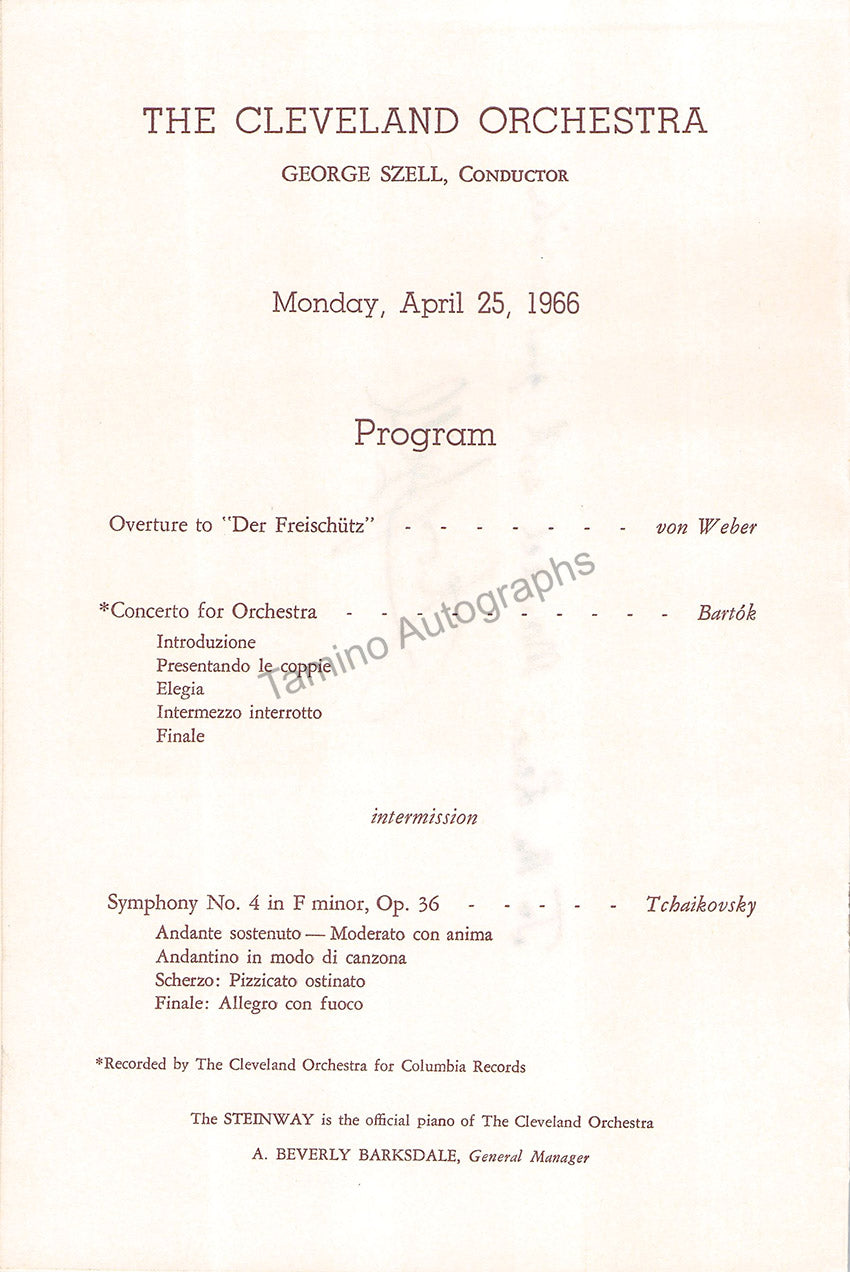 THE CLEVELAND ORCHESTRA
GEORGE SZELL, CONDUCTOR
Monday, April 25, 1966
Program
Overture to "Der Freischütz" - - - - - - - von Weber
*Concerto for Orchestra - - - - - - - - - - Bartók
Introduzione
Presentando le coppie
Elegia
Intermezzo interrotto
Finale
Tamino Autographs
intermission
Symphony No. 4 in F minor, Op. 36 - - - - - Tchaikovsky
Andante sostenuto — Moderato con anima
Andantino in modo di canzona
Scherzo: Pizzicato ostinato
Finale: Allegro con fuoco
*Recorded by The Cleveland Orchestra for Columbia Records
The STEINWAY is the official piano of The Cleveland Orchestra
A. BEVERLY BARKSDALE, General Manager